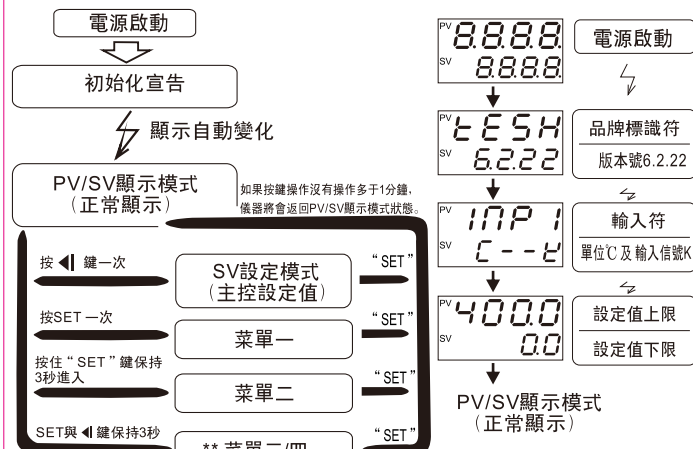 電源啟動
初始化宣告
顯示自動變化
PV/SV顯示模式
(正常顯示)
如果按鍵操作沒有操作多于1分鐘,
儀器將會返回PV/SV顯示模式狀態。
按 鍵一次
SV設定模式
(主控設定值)
“SET”
按SET 一次
菜單一
“SET”
按住“SET”鍵保持
3秒進入
菜單二
“SET”
SET與 鍵保持3秒
** 菜單三/四
“SET”
PV 8.8.8.8.
SV 8.8.8.8.
電源啟動
PV tESH
SV 6.2.2.2
品牌標識符
版本號6.2.22
PV INP1
SV C--K
輸入符
單位℃ 及 輸入信號K
PV 400.0
SV 0.0
設定值上限
設定值下限
PV/SV顯示模式
(正常顯示)